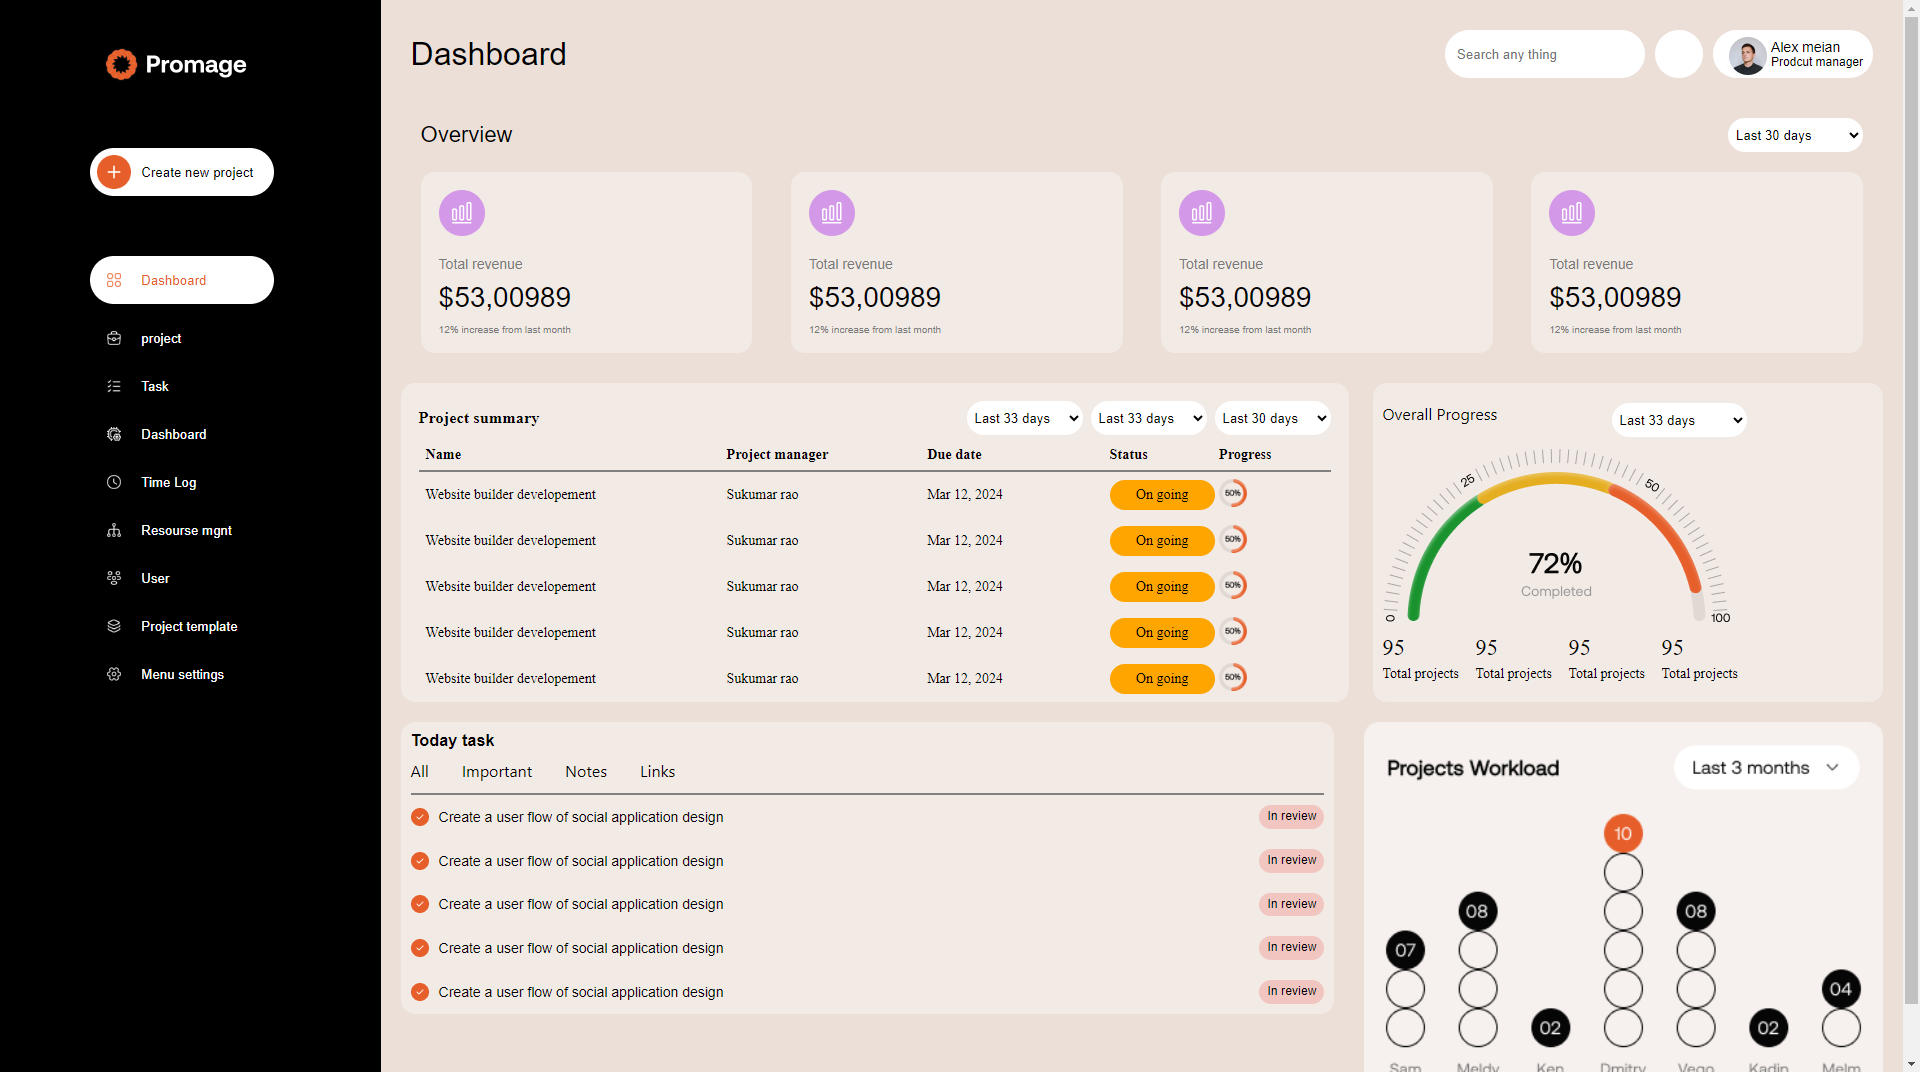 Promage
Create new project
Dashboard
project
Task
Dashboard
Time Log
Resourse mgnt
User
Project template
Menu settings
Dashboard
Search any thing
Alex meian
Prodcut manager
Overview
Last 30 days
Total revenue
$53,00989
12% increase from last month
Total revenue
$53,00989
12% increase from last month
Total revenue
$53,00989
12% increase from last month
Total revenue
$53,00989
12% increase from last month
Project summary
Last 33 days
Last 33 days
Last 30 days
Name Project manager Due date Status Progress
Website builder developement Sukumar rao Mar 12, 2024 On going 50%
Website builder developement Sukumar rao Mar 12, 2024 On going 50%
Website builder developement Sukumar rao Mar 12, 2024 On going 50%
Website builder developement Sukumar rao Mar 12, 2024 On going 50%
Website builder developement Sukumar rao Mar 12, 2024 On going 50%
Overall Progress
Last 33 days
0
25
50
100
72%
Completed
95 95 95 95
Total projects Total projects Total projects Total projects
Today task
All Important Notes Links
Create a user flow of social application design In review
Create a user flow of social application design In review
Create a user flow of social application design In review
Create a user flow of social application design In review
Create a user flow of social application design In review
Projects Workload
Last 3 months
10
08 08
07
04
02 02
Sam Meldy Ken Dmitry Vego Kadin Melm